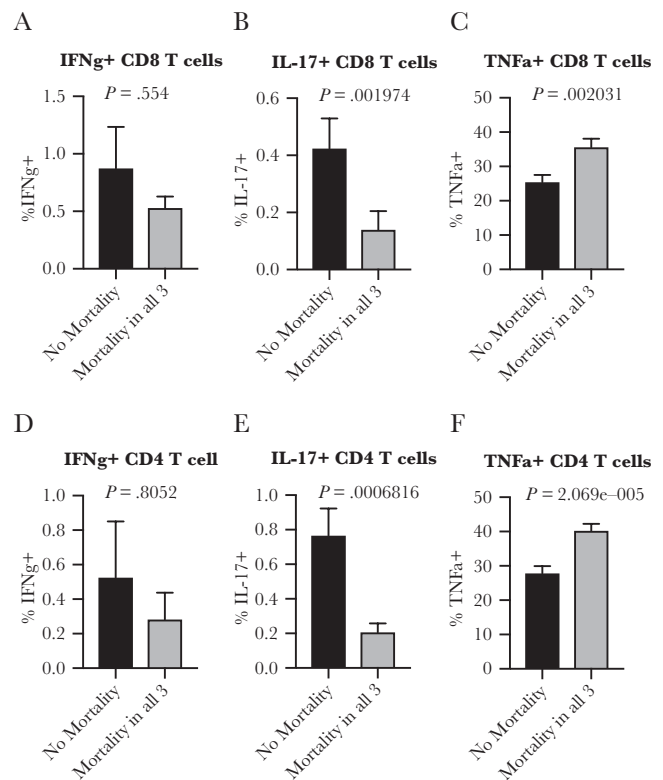 A
IFNg+ CD8 T cells
P = .554
1.5
1.0
0.5
0.0
%IFNg+
No Mortality
Mortality in all 3
B
IL-17+ CD8 T cells
P = .001974
0.6
0.4
0.2
0.0
% IL-17+
No Mortality
Mortality in all 3
C
TNFa+ CD8 T cells
P = .002031
50
40
30
20
10
0
% TNFa+
No Mortality
Mortality in all 3
D
IFNg+ CD4 T cell
P = .8052
1.0
0.8
0.6
0.4
0.2
0.0
% IFNg+
No Mortality
Mortality in all 3
E
IL-17+ CD4 T cells
P = .0006816
1.0
0.8
0.6
0.4
0.2
0.0
% IL-17+
No Mortality
Mortality in all 3
F
TNFa+ CD4 T cells
P = 2.069e–005
50
40
30
20
10
0
% TNFa+
No Mortality
Mortality in all 3